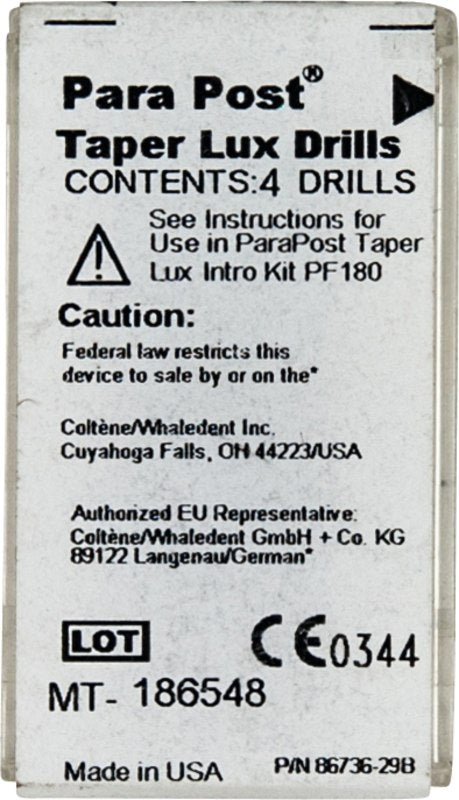 Para Post®
Taper Lux Drills
CONTENTS:4 DRILLS
See Instructions for
Use in ParaPost Taper
Lux Intro Kit PF180
Caution:
Federal law restricts this
device to sale by or on the*
Coltène/Whaledent Inc.
Cuyahoga Falls, OH 44223/USA
Authorized EU Representative:
Coltène/Whaledent GmbH + Co. KG
89122 Langenau/German*
LOT
CE0344
MT- 186548
Made in USA
P/N 86736-29B